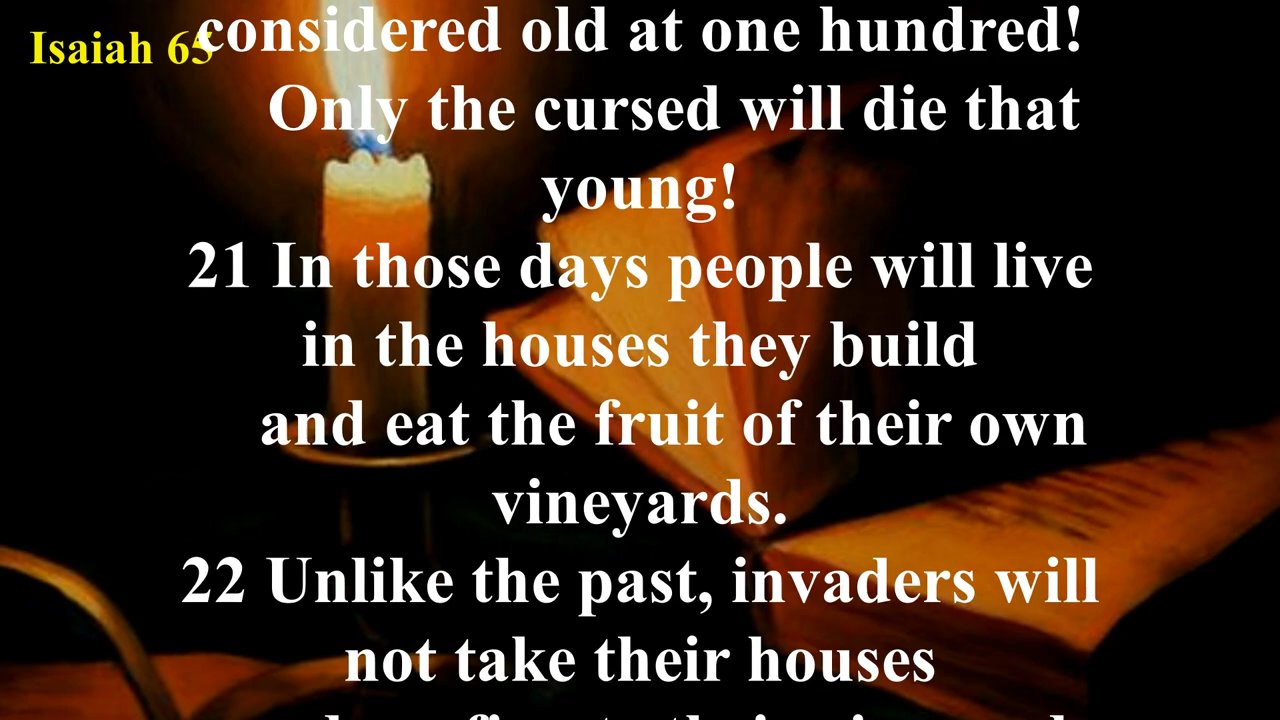 Isaiah 65
considered old at one hundred!
Only the cursed will die that
young!
21 In those days people will live
in the houses they build
and eat the fruit of their own
vineyards.
22 Unlike the past, invaders will
not take their houses